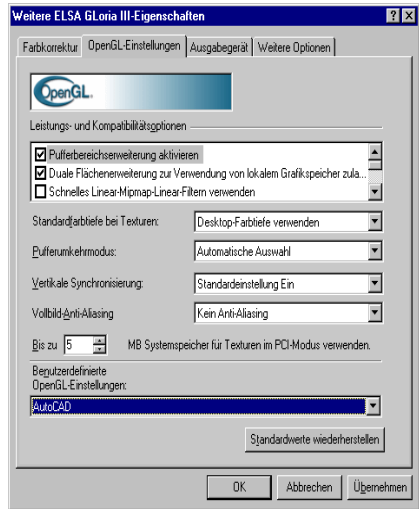 Weitere ELSA GLoria III-Eigenschaften
Farbkorrektur OpenGL-Einstellungen Ausgabegerät Weitere Optionen
OpenGL.
Leistungs- und Kompatibilitätsoptionen
Pufferbereichserweiterung aktivieren
Duale Flächenerweiterung zur Verwendung von lokalem Grafikspeicher zula...
Schnelles Linear-Mipmap-Linear-Filtern verwenden
Standardfarbtiefe bei Texturen: Desktop-Farbtiefe verwenden
Pufferumkehrmodus: Automatische Auswahl
Vertikale Synchronisierung: Standardeinstellung Ein
Vollbild-Anti-Aliasing Kein Anti-Aliasing
Bis zu 5 MB Systemspeicher für Texturen im PCI-Modus verwenden.
Benutzerdefinierte
OpenGL-Einstellungen:
AutoCAD
Standardwerte wiederherstellen
OK Abbrechen Übernehmen